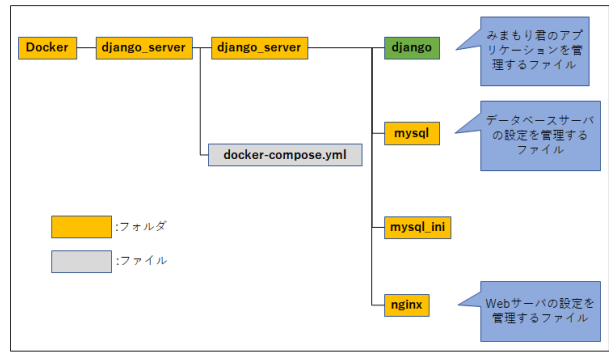 Docker
django_server
django_server
django
みまもり君のアプ
リケーションを管
理するファイル
mysql
データベースサーバ
の設定を管理する
ファイル
docker-compose.yml
mysql_ini
:フォルダ
:ファイル
nginx
Webサーバの設定を
管理するファイル